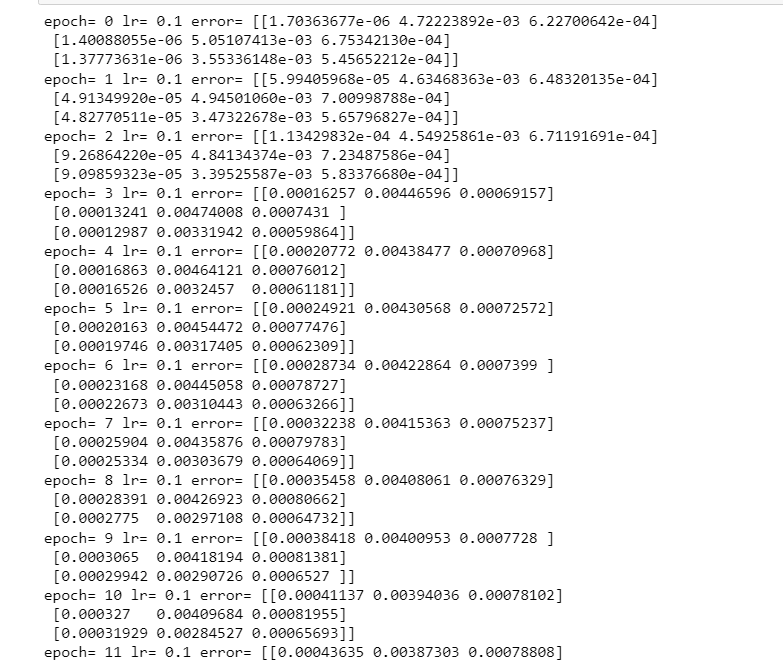 epoch= 0 lr= 0.1 error= [[1.70363677e-06 4.72223892e-03 6.22700642e-04]
[1.40088055e-06 5.05107413e-03 6.75342130e-04]
[1.37773631e-06 3.55336148e-03 5.45652212e-04]]
epoch= 1 lr= 0.1 error= [[5.99405968e-05 4.63468363e-03 6.48320135e-04]
[4.91349920e-05 4.94501060e-03 7.00998788e-04]
[4.82770511e-05 3.47322678e-03 5.65796827e-04]]
epoch= 2 lr= 0.1 error= [[1.13429832e-04 4.54925861e-03 6.71191691e-04]
[9.26864220e-05 4.84134374e-03 7.23487586e-04]
[9.09859323e-05 3.39525587e-03 5.83376680e-04]]
epoch= 3 lr= 0.1 error= [[0.00016257 0.00446596 0.00069157]
[0.00013241 0.00474008 0.0007431 ]
[0.00012987 0.00331942 0.00059864]]
epoch= 4 lr= 0.1 error= [[0.00020772 0.00438477 0.00070968]
[0.00016863 0.00464121 0.00076012]
[0.00016526 0.0032457  0.00061181]]
epoch= 5 lr= 0.1 error= [[0.00024921 0.00430568 0.00072572]
[0.00020163 0.00454472 0.00077476]
[0.00019746 0.00317405 0.00062309]]
epoch= 6 lr= 0.1 error= [[0.00028734 0.00422864 0.0007399 ]
[0.00023168 0.00445058 0.00078727]
[0.00022673 0.00310443 0.00063266]]
epoch= 7 lr= 0.1 error= [[0.00032238 0.00415363 0.00075237]
[0.00025904 0.00435876 0.00079783]
[0.00025334 0.00303679 0.00064069]]
epoch= 8 lr= 0.1 error= [[0.00035458 0.00408061 0.00076329]
[0.00028391 0.00426923 0.00080662]
[0.0002775  0.00297108 0.00064732]]
epoch= 9 lr= 0.1 error= [[0.00038418 0.00400953 0.0007728 ]
[0.0003065  0.00418194 0.00081381]
[0.00029942 0.00290726 0.0006527 ]]
epoch= 10 lr= 0.1 error= [[0.00041137 0.00394036 0.00078102]
[0.000327   0.00409684 0.00081955]
[0.00031929 0.00284527 0.00065693]]
epoch= 11 lr= 0.1 error= [[0.00043635 0.00387303 0.00078808]